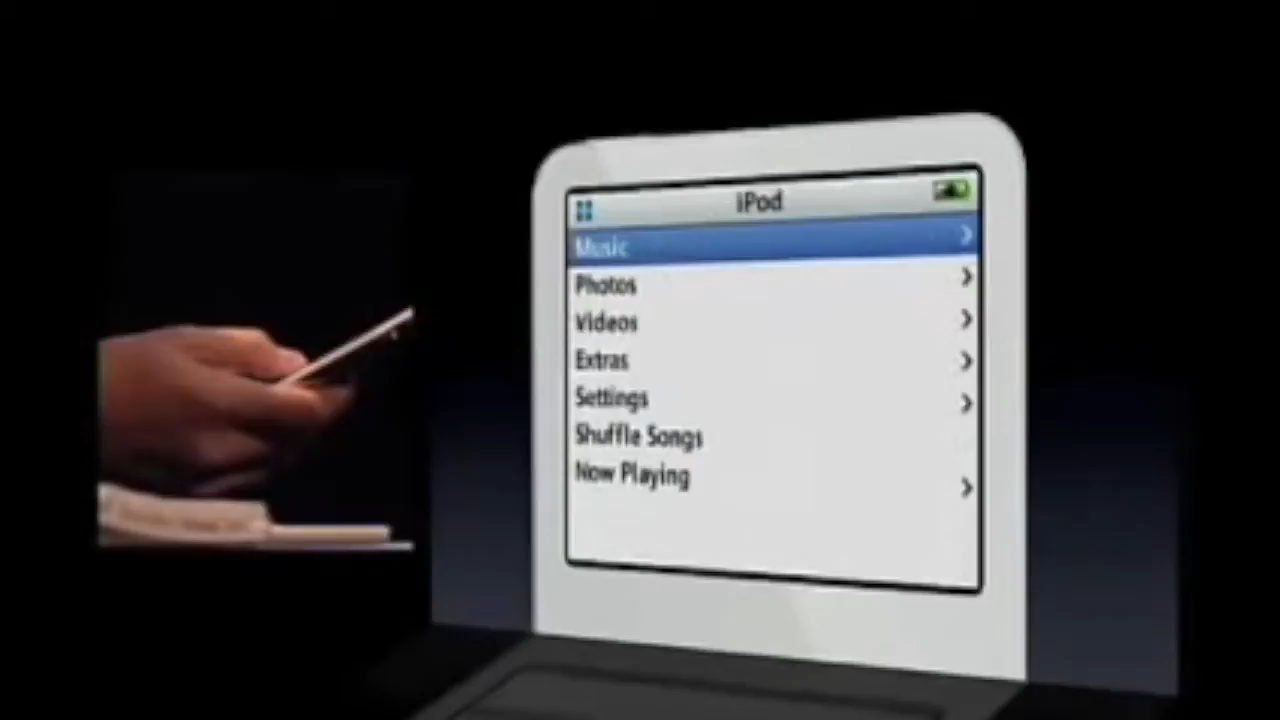 iPod
Music
Photos
Videos
Extras
Settings
Shuffle Songs
Now Playing